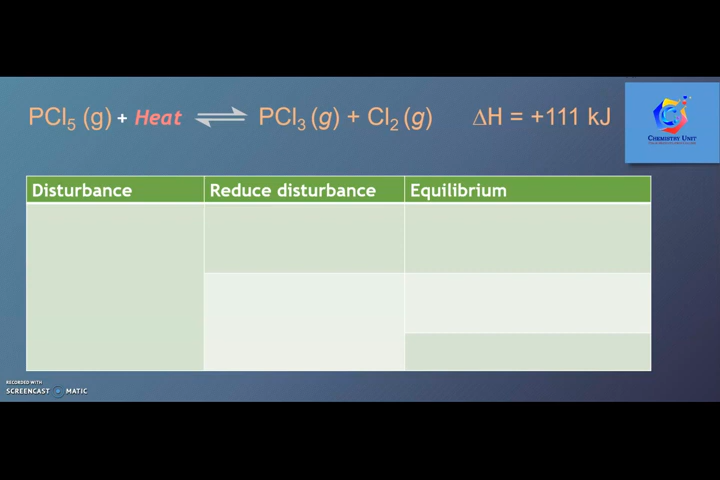 PCl₅ (g) + Heat ⇌ PCl₃ (g) + Cl₂ (g) ΔH = +111 kJ
CHEMISTRY UNIT
Disturbance Reduce disturbance Equilibrium
RECORDED WITH
SCREENCAST MATIC